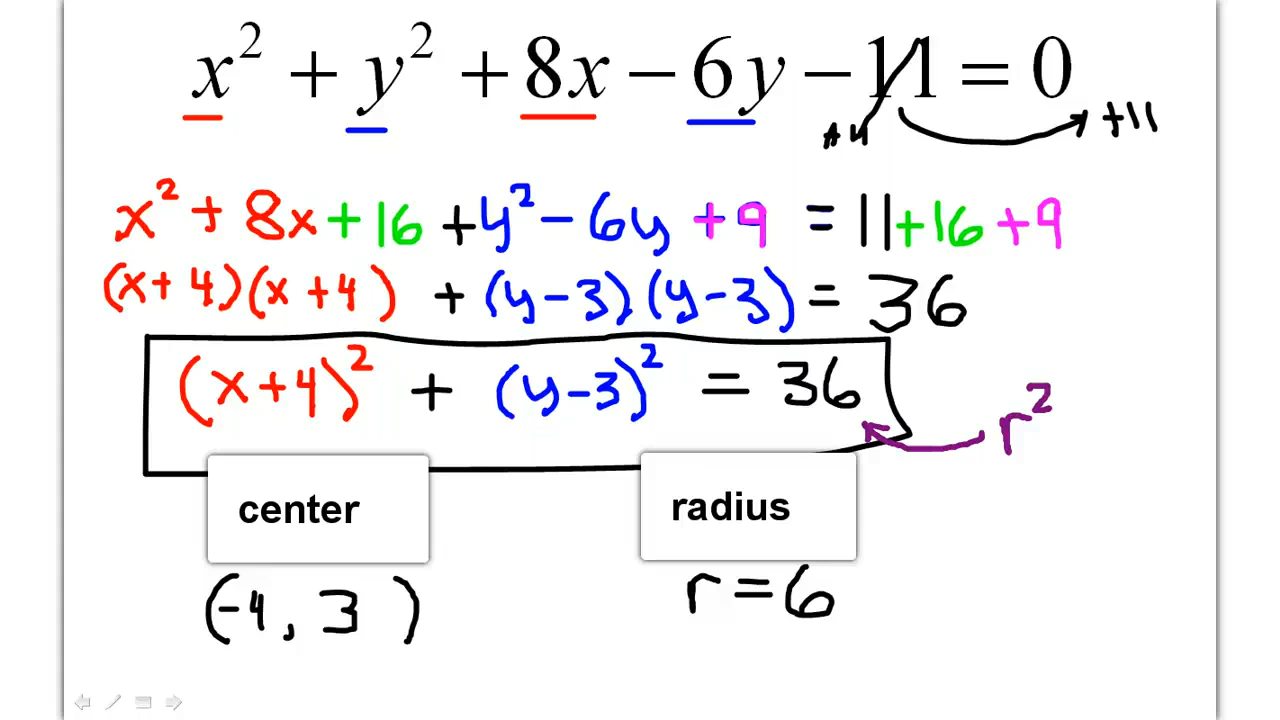 x² + y² + 8x − 6y − 11 = 0
+11 +11
x² + 8x + 16 + y² − 6y + 9 = 11 + 16 + 9
(x + 4)(x + 4) + (y − 3)(y − 3) = 36
(x + 4)² + (y − 3)² = 36
r²
center radius
(-4, 3) r = 6